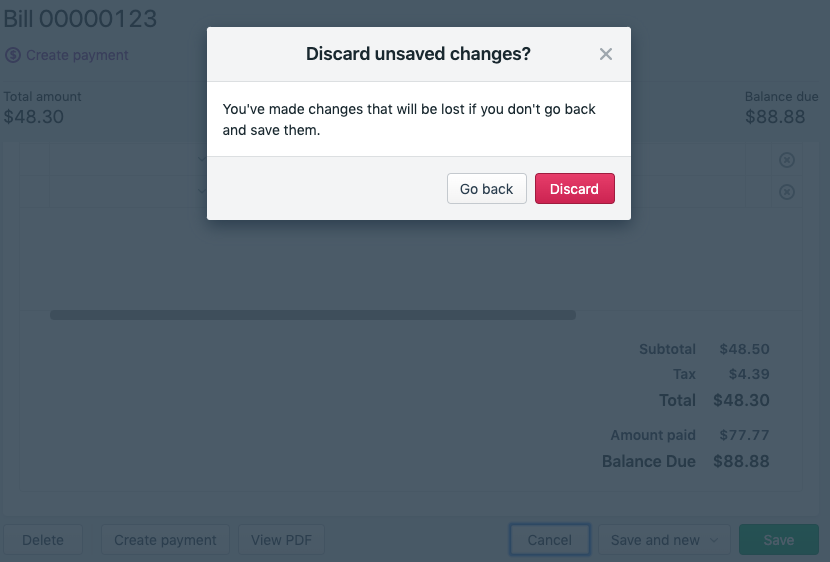 Bill 00000123
Create payment
Total amount
$48.30
Balance due
$88.88
Discard unsaved changes?
You've made changes that will be lost if you don't go back
and save them.
Go back
Discard
Subtotal $48.50
Tax $4.39
Total $48.30
Amount paid $77.77
Balance Due $88.88
Delete
Create payment
View PDF
Cancel
Save and new
Save